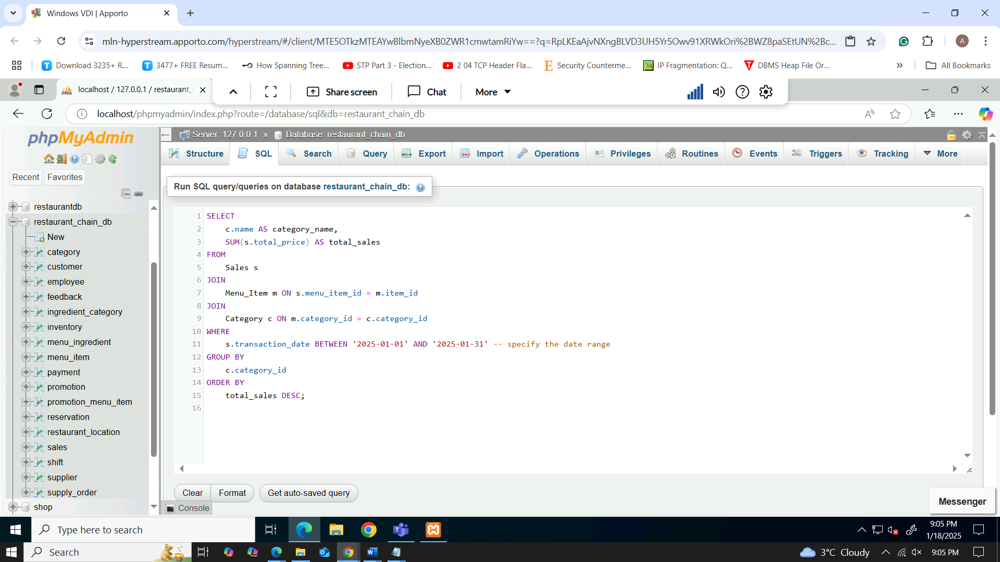 Windows VDI | Apporto
mln-hyperstream.apporto.com/hyperstream/#/client/MTE5OTkzMTEAYwBlbmNyeXB0ZWR1cmwtamRiYw==?q=RpLKEaAjvNXngBLVD3UH5Yr5Owv91XRWkOri%2BWZ8paSEtUN%2Bc...
A
Download 3235+ R...
3477+ FREE Resum...
How Spanning Tree...
STP Part 3 - Election...
2 04 TCP Header Fla...
Security Counterme...
IP Fragmentation: Q...
DBMS Heap File Or...
All Bookmarks
localhost / 127.0.0.1 / restaurant_
Share screen
Chat
More
localhost/phpmyadmin/index.php?route=/database/sql&db=restaurant_chain_db
phpMyAdmin
Server: 127.0.0.1 » Database: restaurant_chain_db
Structure
SQL
Search
Query
Export
Import
Operations
Privileges
Routines
Events
Triggers
Tracking
More
Recent
Favorites
restaurantdb
restaurant_chain_db
New
category
customer
employee
feedback
ingredient_category
inventory
menu_ingredient
menu_item
payment
promotion
promotion_menu_item
reservation
restaurant_location
sales
shift
supplier
supply_order
shop
Run SQL query/queries on database restaurant_chain_db:
1 SELECT
2 c.name AS category_name,
3 SUM(s.total_price) AS total_sales
4 FROM
5 Sales s
6 JOIN
7 Menu_Item m ON s.menu_item_id = m.item_id
8 JOIN
9 Category c ON m.category_id = c.category_id
10 WHERE
11 s.transaction_date BETWEEN '2025-01-01' AND '2025-01-31' -- specify the date range
12 GROUP BY
13 c.category_id
14 ORDER BY
15 total_sales DESC;
16
Clear
Format
Get auto-saved query
Console
Messenger
Type here to search
9:05 PM
1/18/2025
Search
3°C Cloudy
9:05 PM